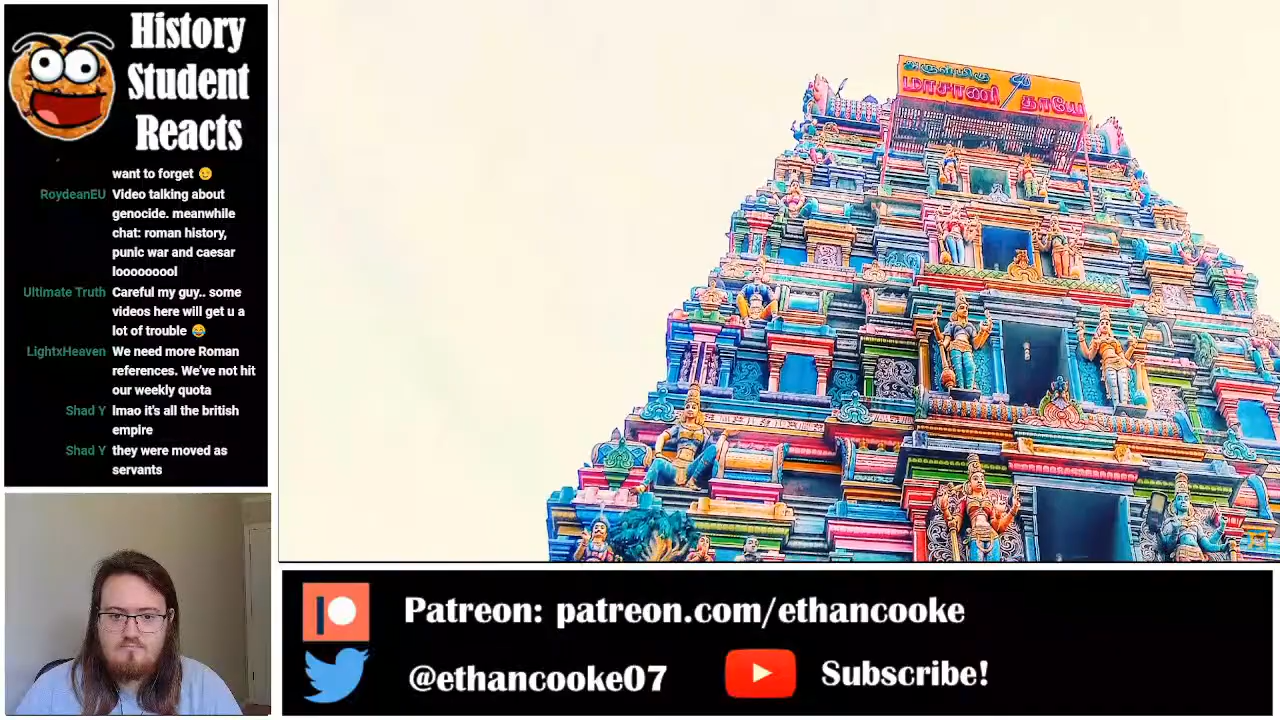 History
Student
Reacts
want to forget 😏
RoydeanEU Video talking about
genocide. meanwhile
chat: roman history,
punic war and caesar
looooooool
Ultimate Truth Careful my guy.. some
videos here will get u a
lot of trouble 😂
LightxHeaven We need more Roman
references. We've not hit
our weekly quota
Shad Y lmao it's all the british
empire
Shad Y they were moved as
servants
அருள்மிகு
மாசாணி தாயே
Patreon: patreon.com/ethancooke
@ethancooke07 Subscribe!